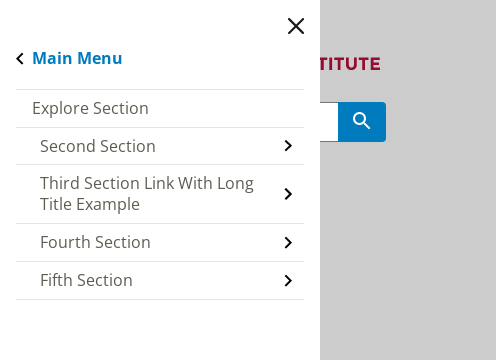 Main Menu
TITUTE
Explore Section
Second Section
Third Section Link With Long
Title Example
Fourth Section
Fifth Section